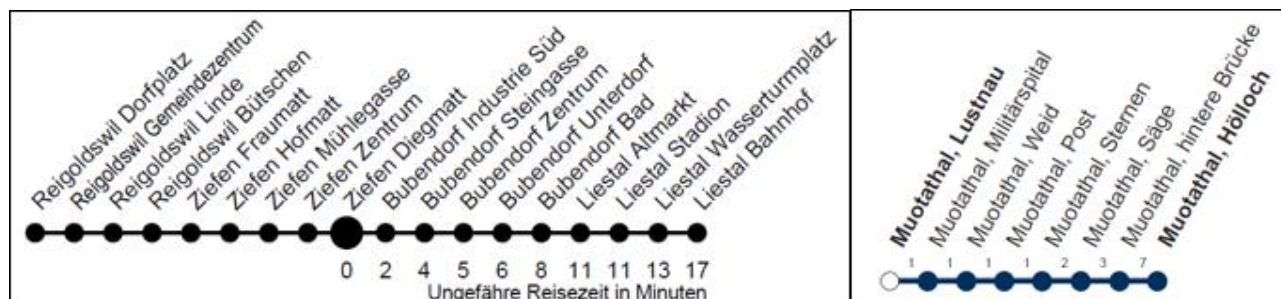 Reigoldswil Dorfplatz
Reigoldswil Gemeindezentrum
Reigoldswil Linde
Reigoldswil Bütschen
Ziefen Fraumatt
Ziefen Hofmatt
Ziefen Mühlegasse
Ziefen Zentrum
Ziefen Diegmatt
Bubendorf Industrie Süd
Bubendorf Steingasse
Bubendorf Zentrum
Bubendorf Unterdorf
Bubendorf Bad
Liestal Altmarkt
Liestal Stadion
Liestal Wasserturmplatz
Liestal Bahnhof
0 2 4 5 6 8 11 11 13 17
Ungefähre Reisezeit in Minuten
Muotathal, Lustnau
Muotathal, Militärspital
Muotathal, Weid
Muotathal, Post
Muotathal, Sternen
Muotathal, Säge
Muotathal, hintere Brücke
Muotathal, Hölloch
1 1 1 1 2 3 7